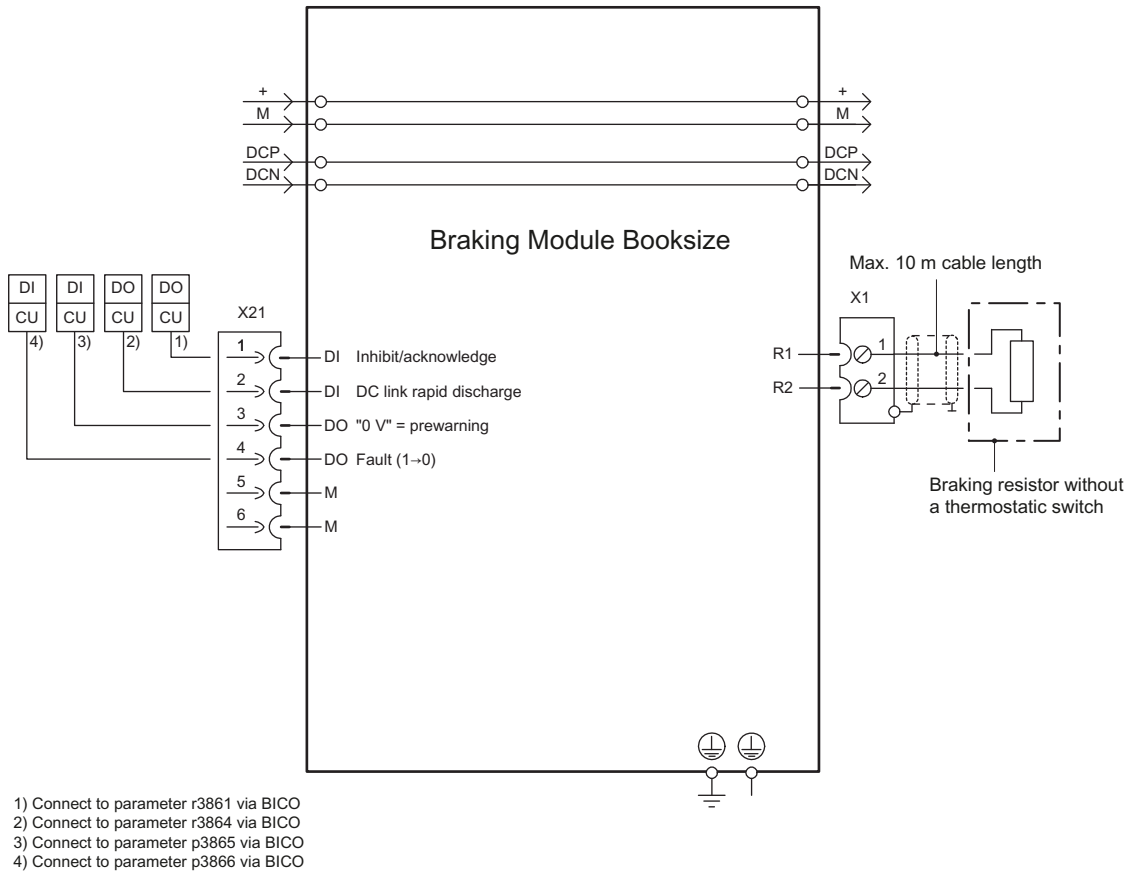 + +
M M
DCP DCP
DCN DCN
Braking Module Booksize
Max. 10 m cable length
DI DI DO DO
CU CU CU CU
4) 3) 2) 1)
X21
X1
1 DI Inhibit/acknowledge
2 DI DC link rapid discharge
3 DO "0 V" = prewarning
4 DO Fault (1→0)
5 M
6 M
R1 1
R2 2
Braking resistor without
a thermostatic switch
1) Connect to parameter r3861 via BICO
2) Connect to parameter r3864 via BICO
3) Connect to parameter p3865 via BICO
4) Connect to parameter p3866 via BICO